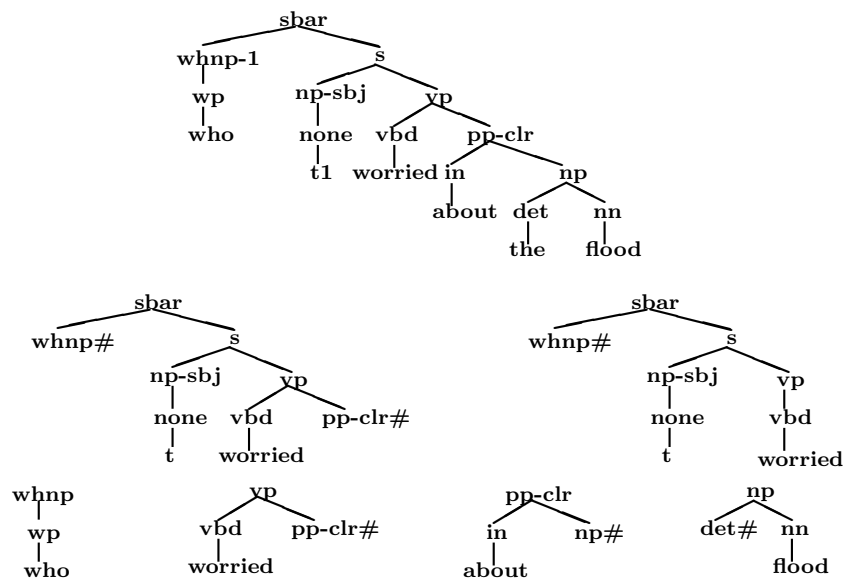 sbar
whnp-1 s
wp np-sbj vp
who none vbd pp-clr
t1 worried in np
about det nn
the flood
sbar sbar
whnp# s whnp# s
np-sbj vp np-sbj vp
none vbd pp-clr# none vbd
t worried t worried
whnp vp pp-clr np
wp vbd pp-clr# in np# det# nn
who worried about flood